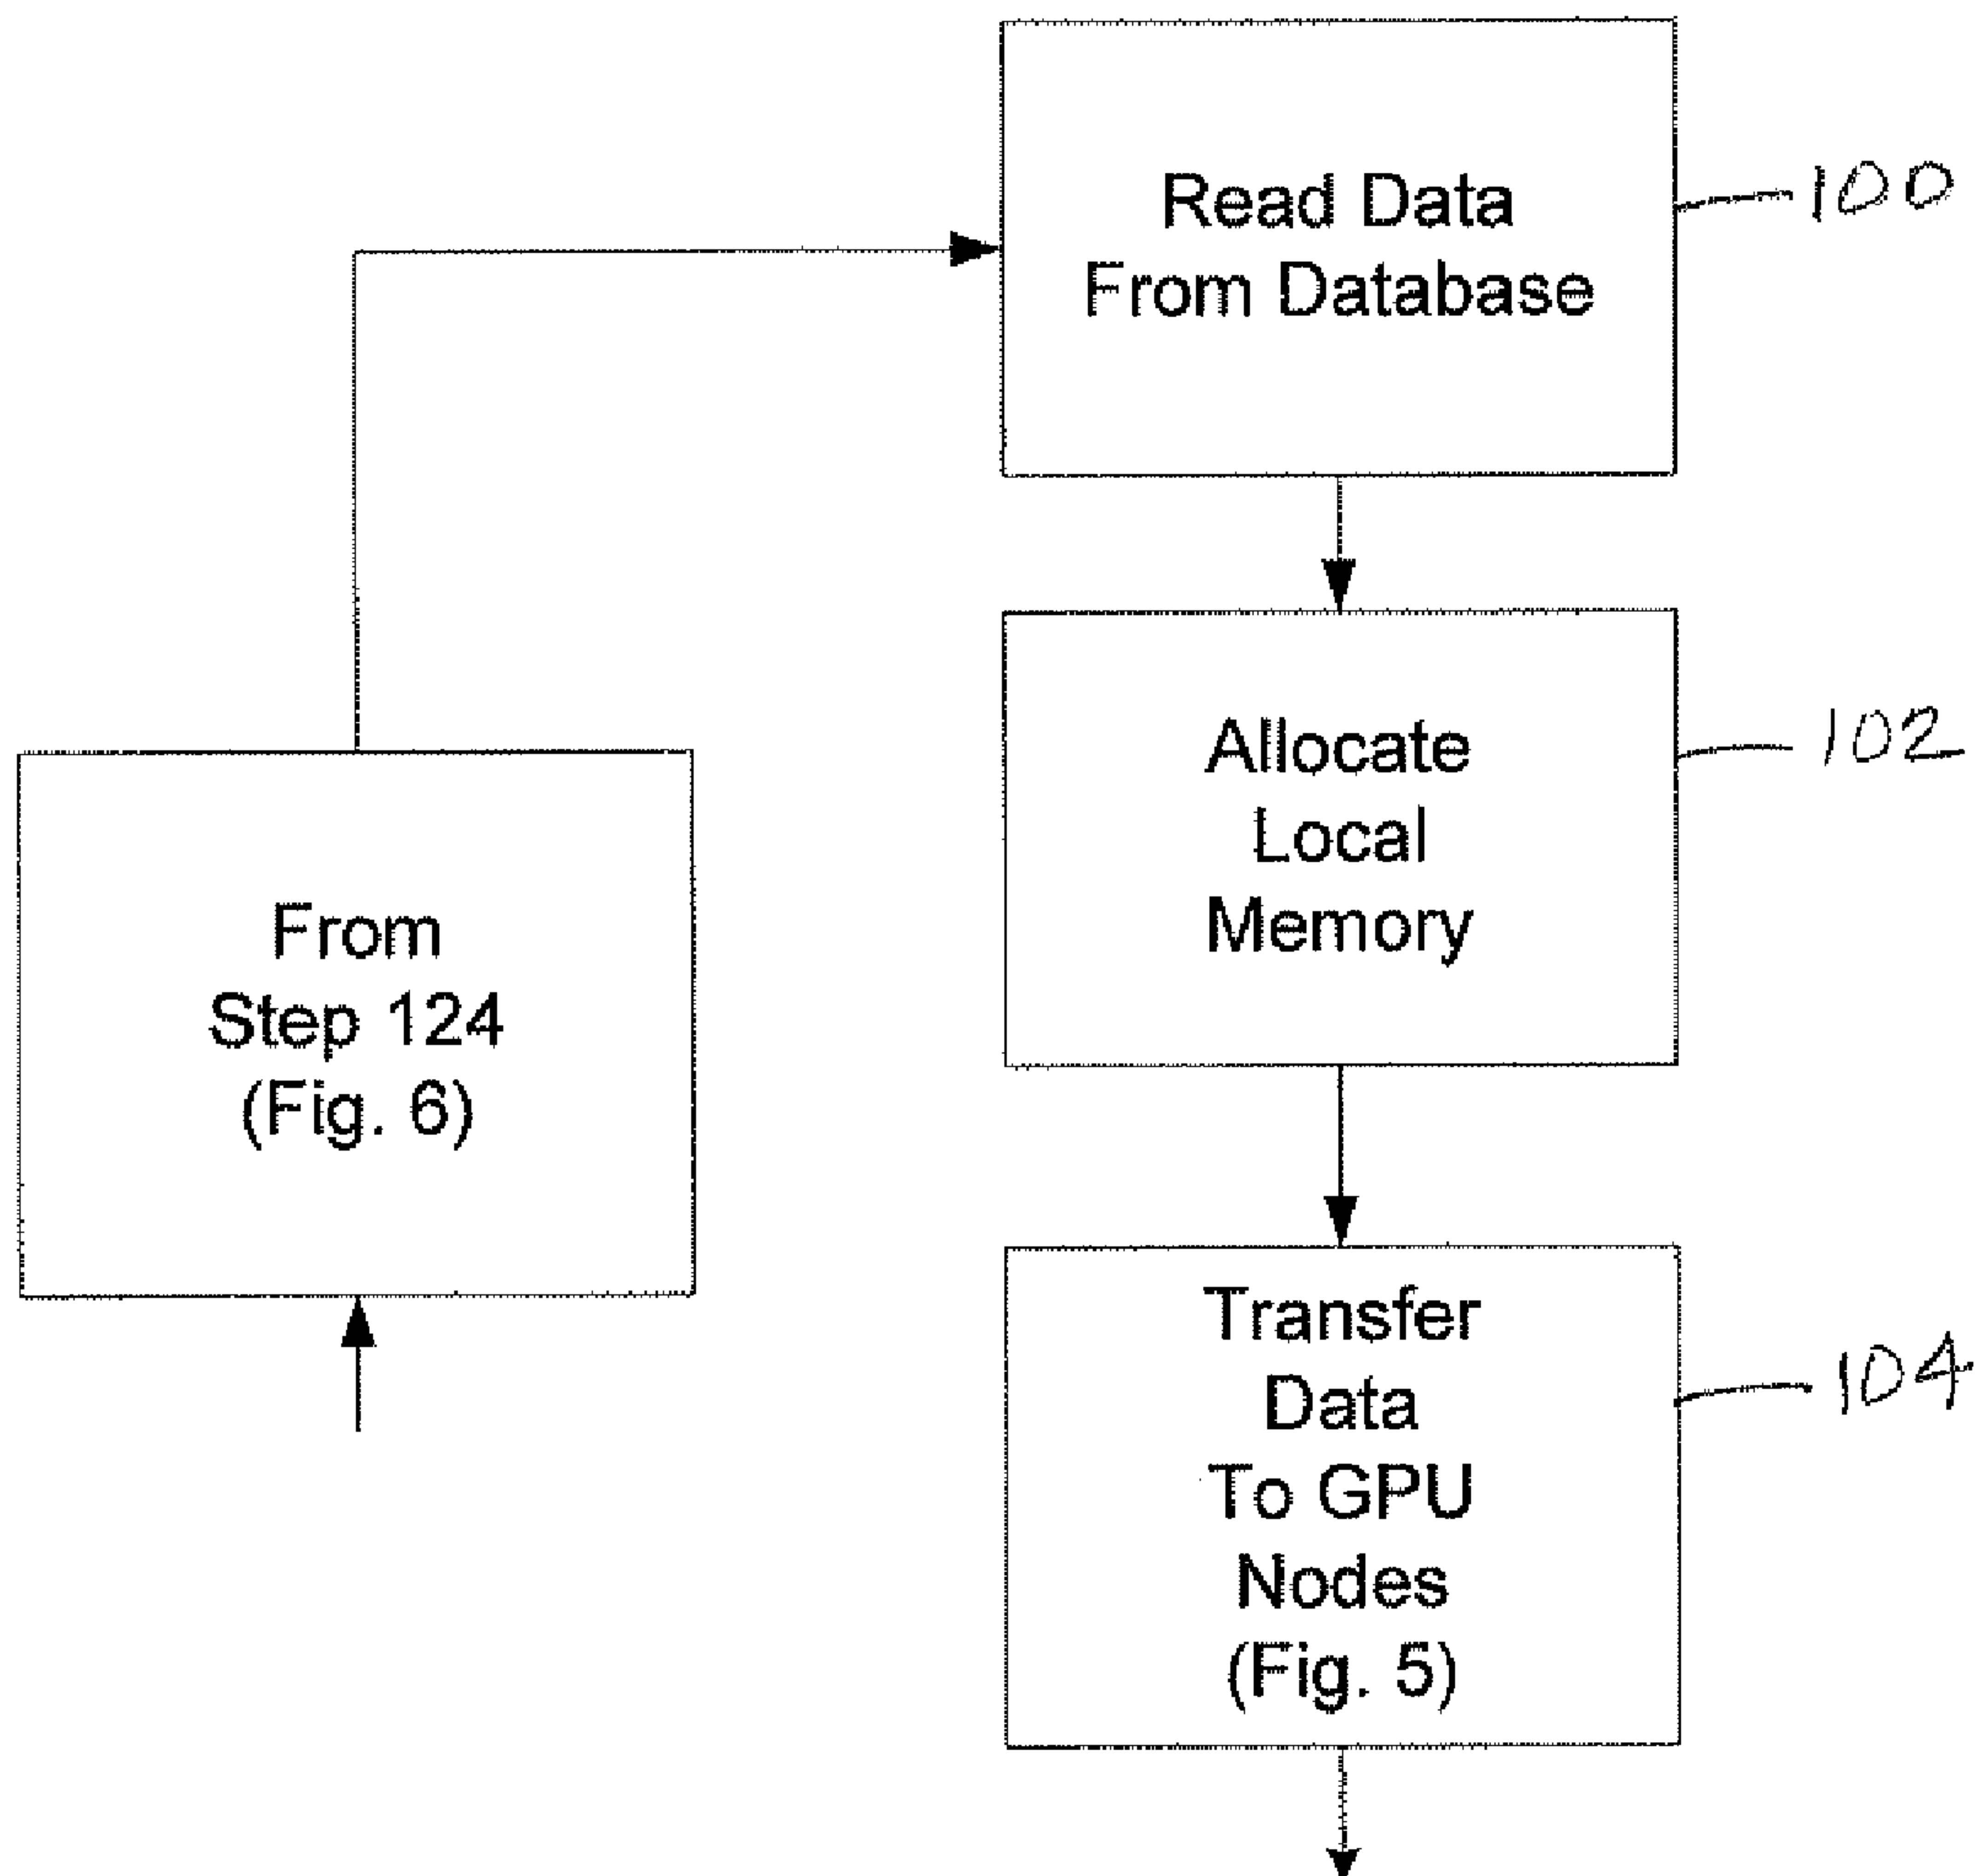 Read Data
From Database
100
Allocate
Local
Memory
102
From
Step 124
(Fig. 6)
Transfer
Data
To GPU
Nodes
(Fig. 5)
104